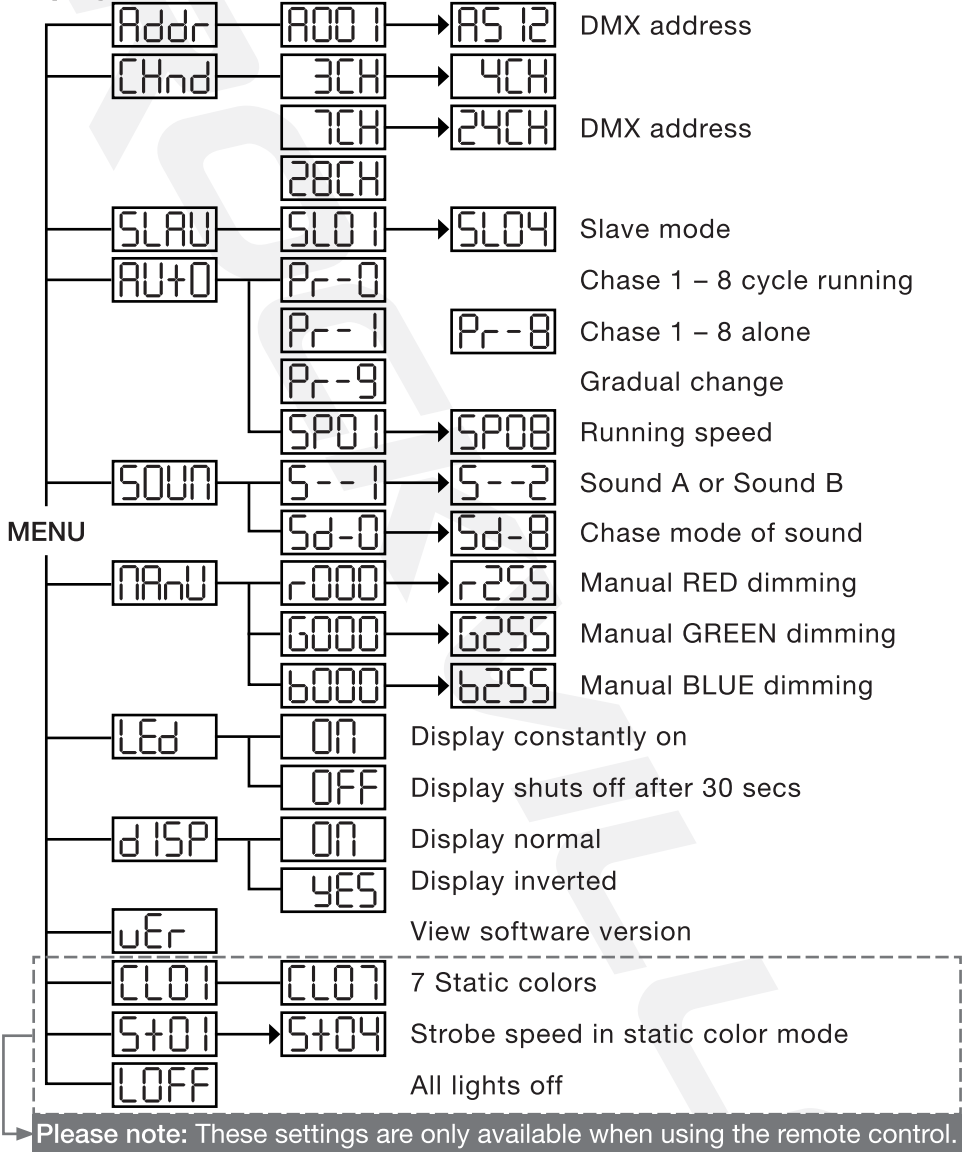 Addr A001 AS12 DMX address
CHnd 3CH 4CH
7CH 24CH DMX address
28CH
SLAU SL01 SL04 Slave mode
AUtO Pr-0 Chase 1 – 8 cycle running
Pr-1 Pr-8 Chase 1 – 8 alone
Pr-9 Gradual change
SP01 SP08 Running speed
SOUN S--1 S--2 Sound A or Sound B
Sd-0 Sd-8 Chase mode of sound
MENU
MAnU r000 r255 Manual RED dimming
G000 G255 Manual GREEN dimming
b000 b255 Manual BLUE dimming
LEd ON Display constantly on
OFF Display shuts off after 30 secs
dISP ON Display normal
yES Display inverted
vEr View software version
CL01 CL07 7 Static colors
St01 St04 Strobe speed in static color mode
LOFF All lights off
Please note: These settings are only available when using the remote control.
ROCKVILLE